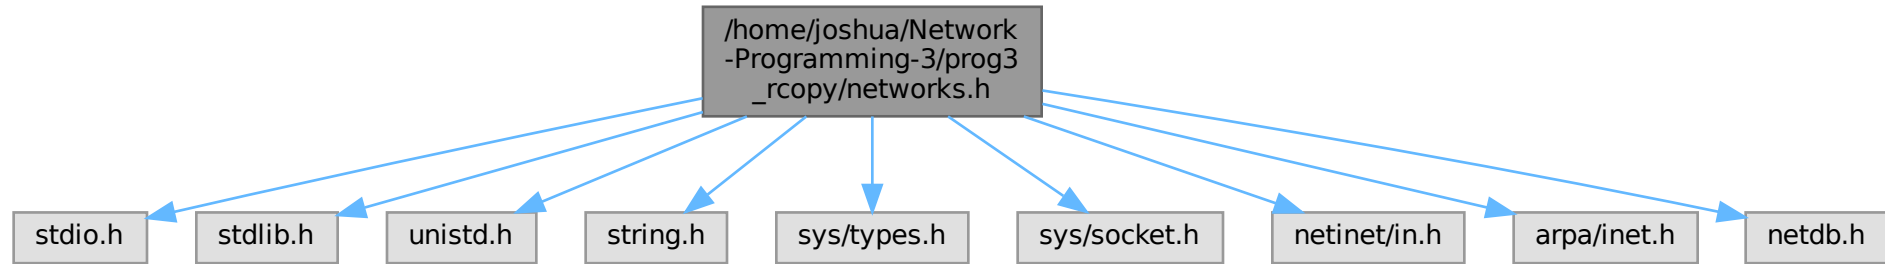 /home/joshua/Network
-Programming-3/prog3
_rcopy/networks.h
stdio.h
stdlib.h
unistd.h
string.h
sys/types.h
sys/socket.h
netinet/in.h
arpa/inet.h
netdb.h